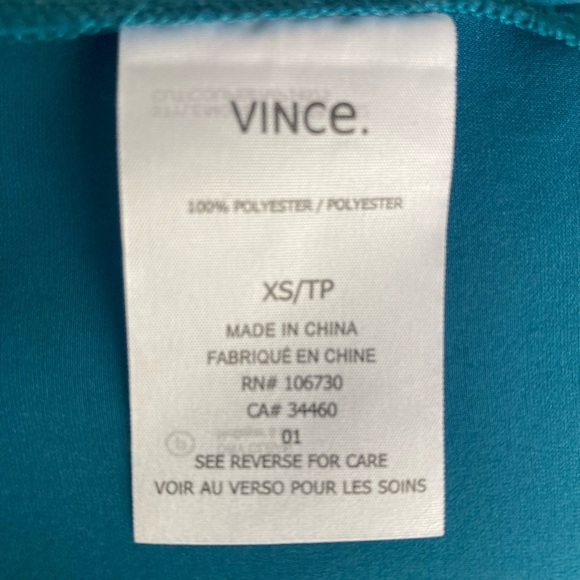 VINCe.
100% POLYESTER / POLYESTER
XS/TP
MADE IN CHINA
FABRIQUÉ EN CHINE
RN# 106730
CA# 34460
01
SEE REVERSE FOR CARE
VOIR AU VERSO POUR LES SOINS